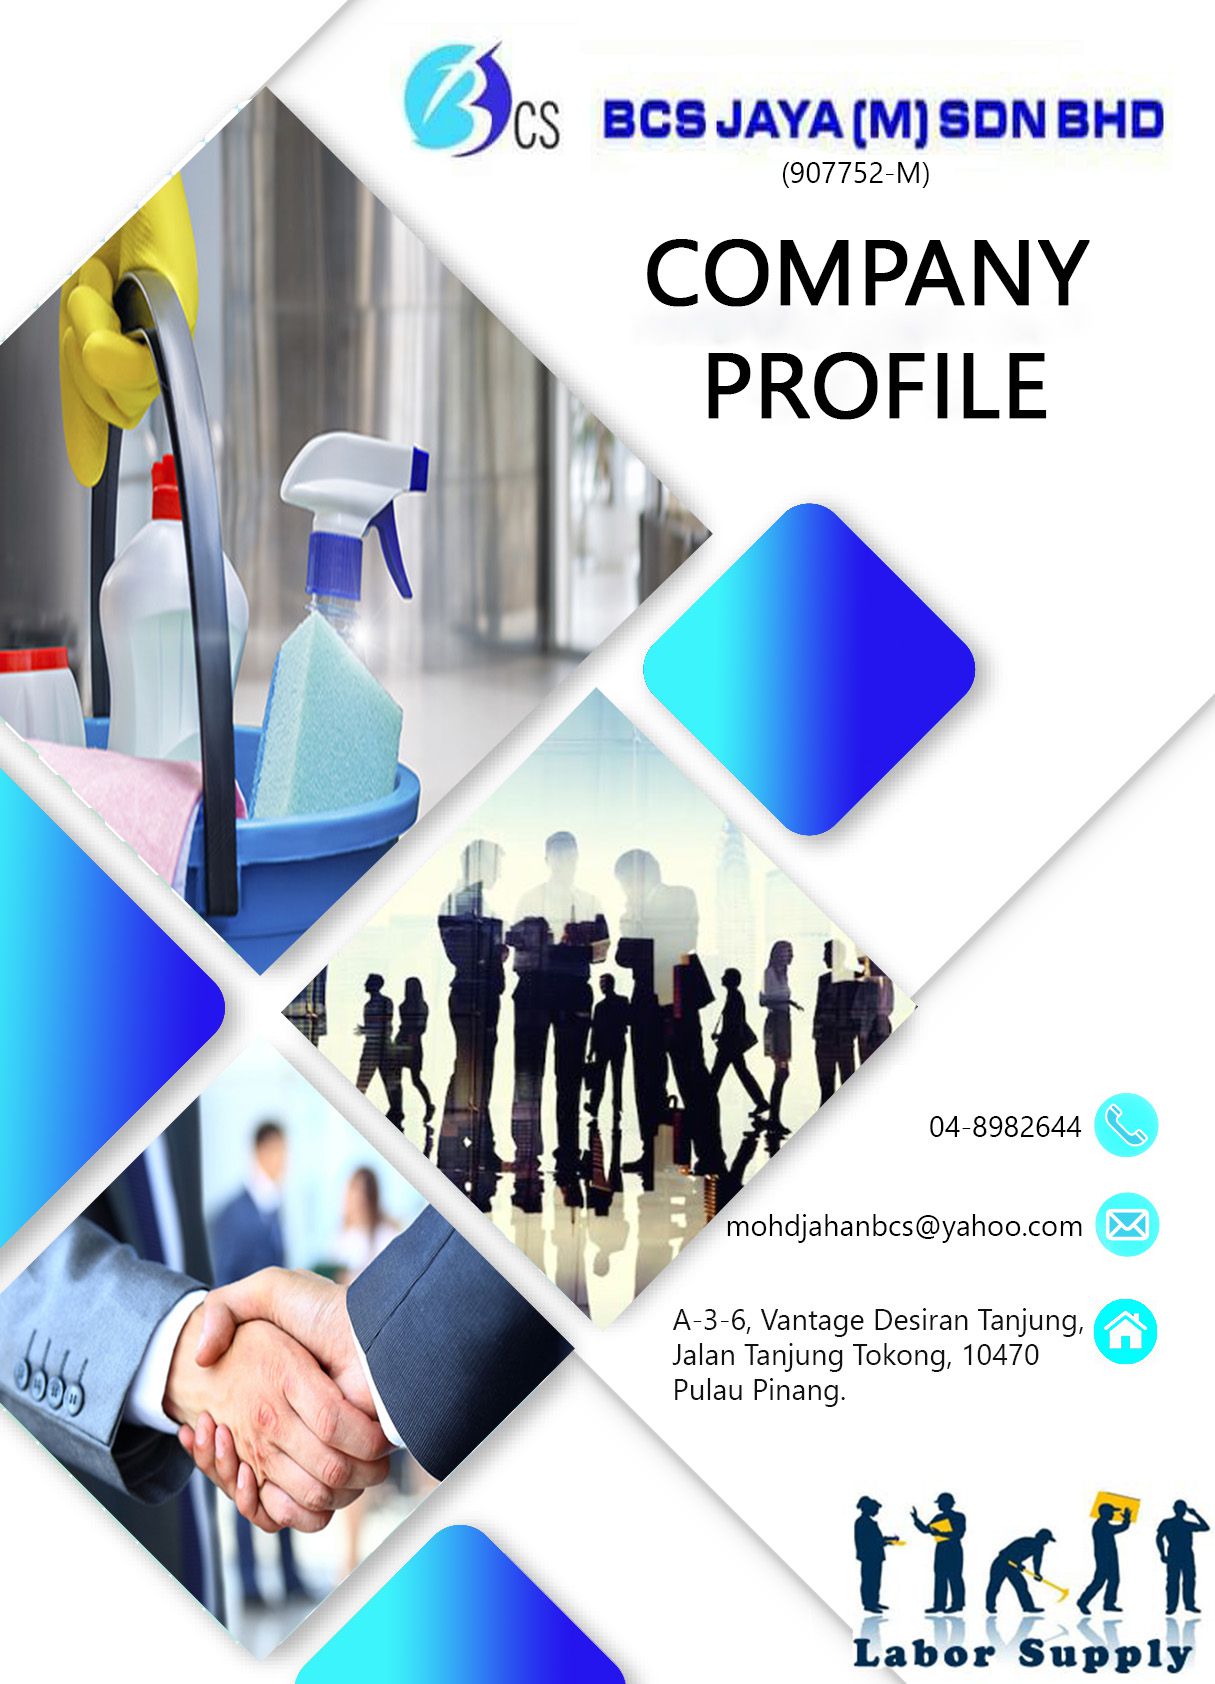 BCS
BCS JAYA (M) SDN BHD
(907752-M)
COMPANY
PROFILE
04-8982644
mohdjahanbcs@yahoo.com
A-3-6, Vantage Desiran Tanjung,
Jalan Tanjung Tokong, 10470
Pulau Pinang.
Labor Supply